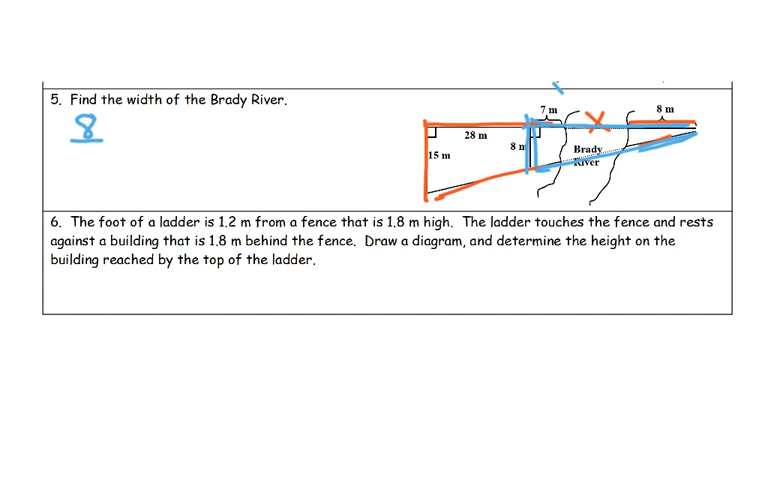 5. Find the width of the Brady River.
8
7 m
X
8 m
28 m
8 m
15 m
Brady
River
6. The foot of a ladder is 1.2 m from a fence that is 1.8 m high. The ladder touches the fence and rests
against a building that is 1.8 m behind the fence. Draw a diagram, and determine the height on the
building reached by the top of the ladder.